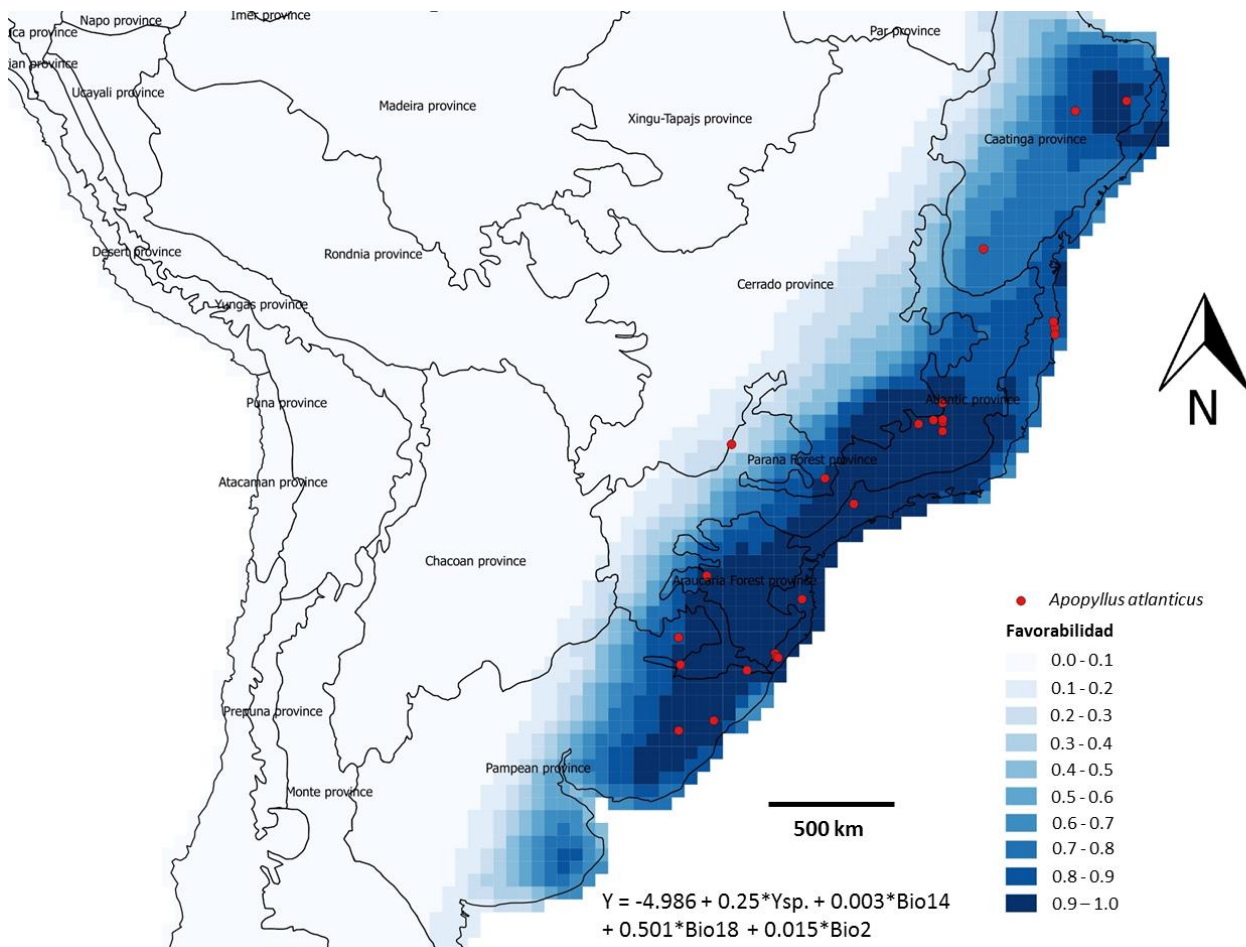 Napo province
Imer province
Par province
ica province
jan province
Ucayali province
Madeira province
Xingu-Tapajs province
Caatinga province
Desert province
Rondnia province
Cerrado province
Yungas province
Puna province
Atlantic province
Parana Forest province
Atacaman province
Chacoan province
Araucaria Forest province
Prepuna province
Pampean province
Monte province
N
500 km
Apopyllus atlanticus
Favorabilidad
0.0 - 0.1
0.1 - 0.2
0.2 - 0.3
0.3 - 0.4
0.4 - 0.5
0.5 - 0.6
0.6 - 0.7
0.7 - 0.8
0.8 - 0.9
0.9 – 1.0
Y = -4.986 + 0.25*Ysp. + 0.003*Bio14
+ 0.501*Bio18 + 0.015*Bio2